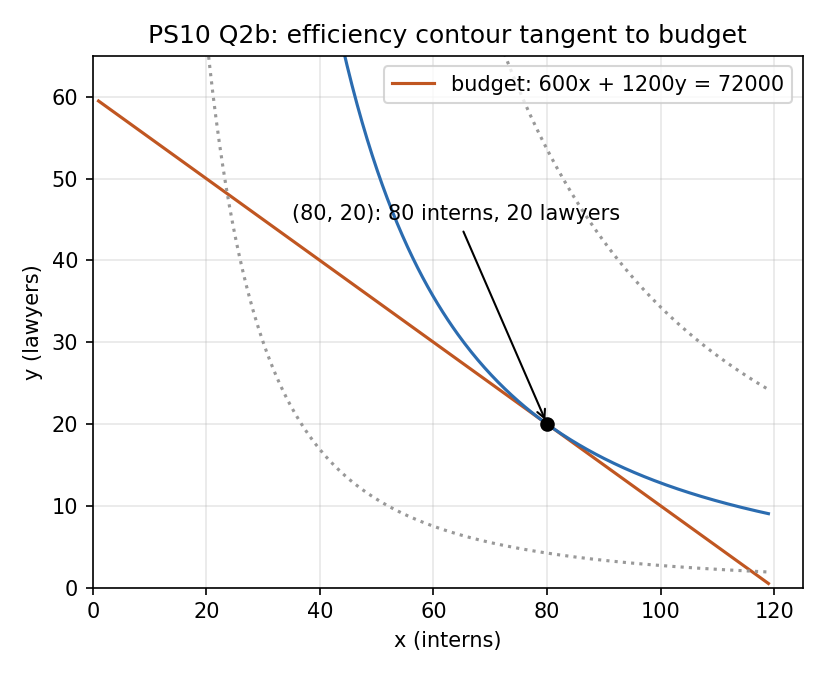 PS10 Q2b: efficiency contour tangent to budget
budget: 600x + 1200y = 72000
(80, 20): 80 interns, 20 lawyers
y (lawyers)
60
50
40
30
20
10
0
0 20 40 60 80 100 120
x (interns)